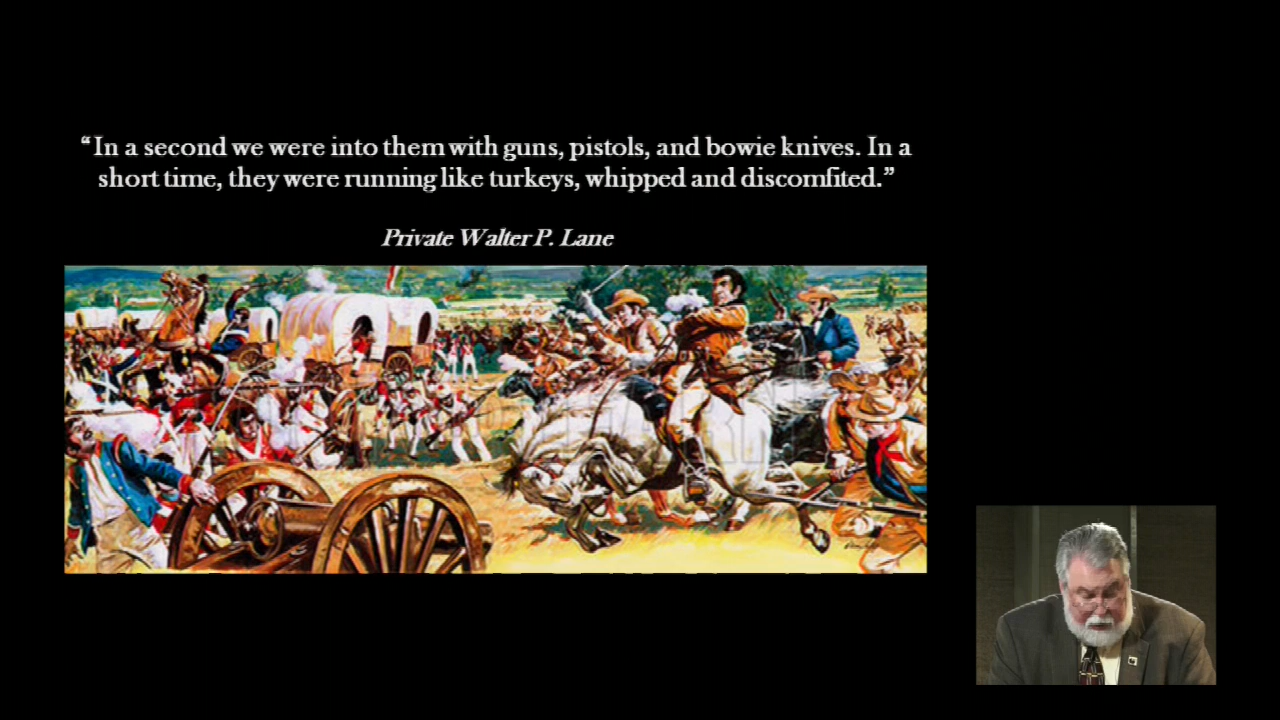 “In a second we were into them with guns, pistols, and bowie knives. In a
short time, they were running like turkeys, whipped and discomfited.”
Private Walter P. Lane